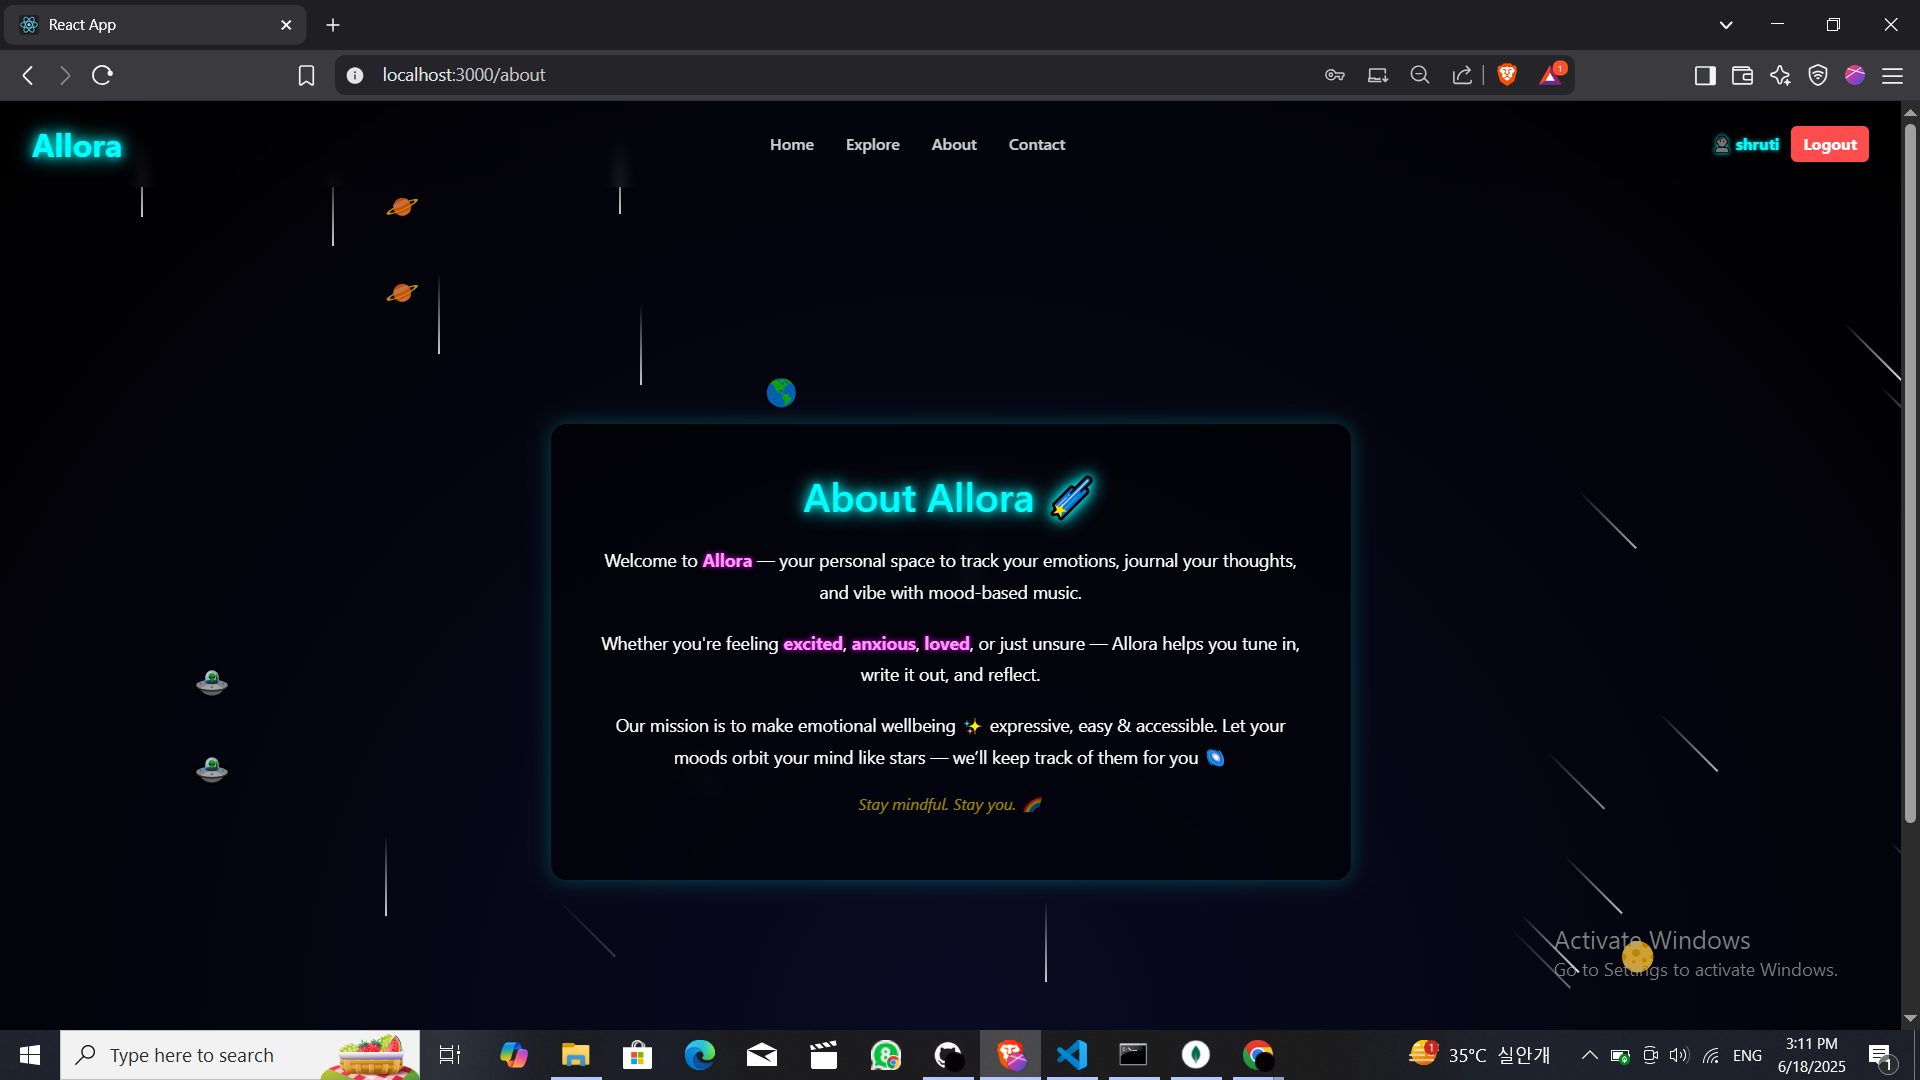 React App
localhost:3000/about
1
Allora
Home
Explore
About
Contact
shruti
Logout
About Allora
Welcome to Allora — your personal space to track your emotions, journal your thoughts,
and vibe with mood-based music.
Whether you're feeling excited, anxious, loved, or just unsure — Allora helps you tune in,
write it out, and reflect.
Our mission is to make emotional wellbeing ✨ expressive, easy & accessible. Let your
moods orbit your mind like stars — we’ll keep track of them for you 🌌
Stay mindful. Stay you. 🌈
Activate Windows
Go to Settings to activate Windows.
Type here to search
8
1
35°C 실안개
ENG
3:11 PM
6/18/2025
1